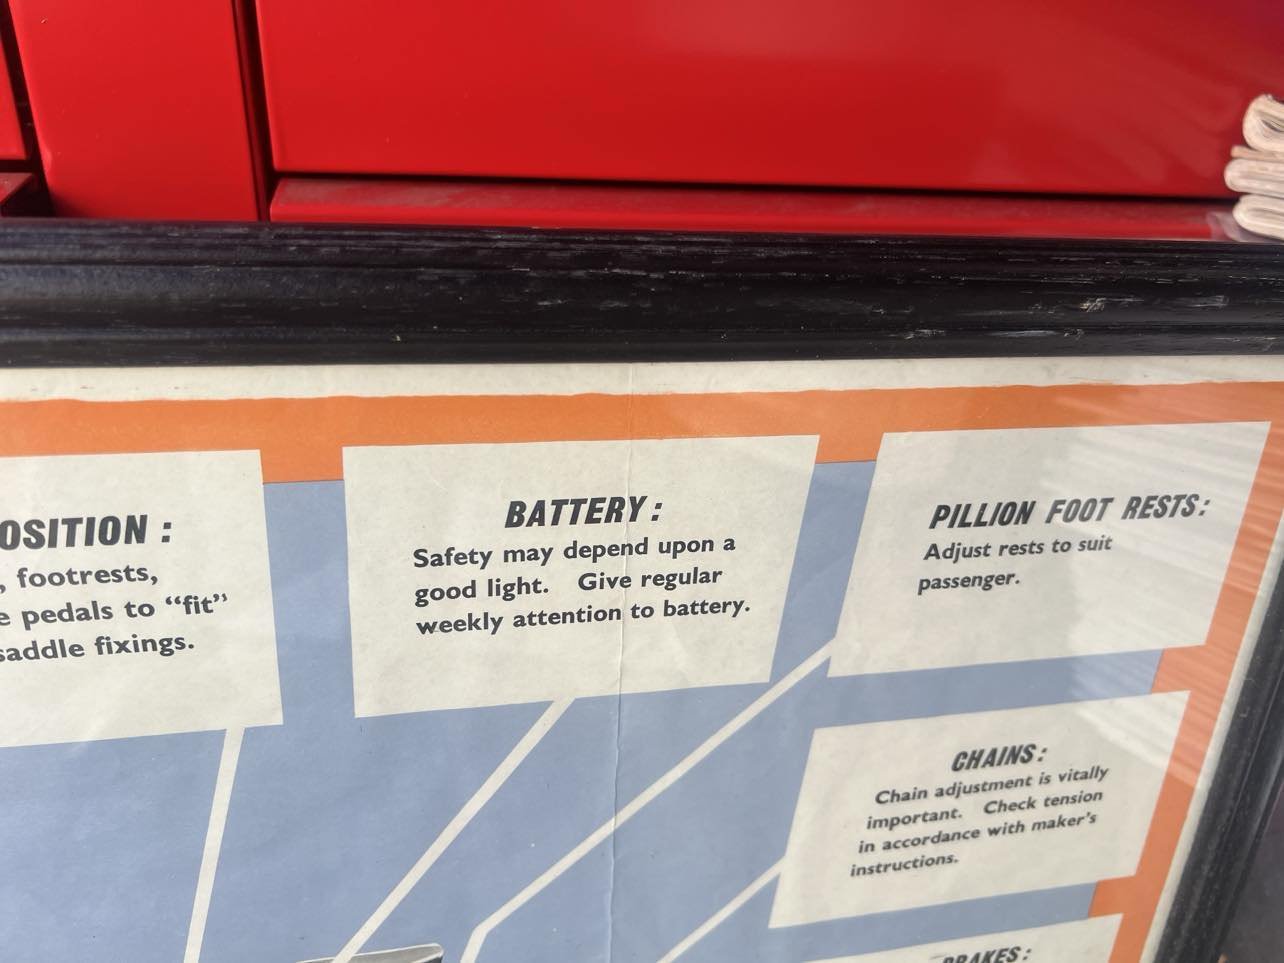 OSITION :
, footrests,
pedals to “fit”
saddle fixings.
BATTERY :
Safety may depend upon a
good light. Give regular
weekly attention to battery.
PILLION FOOT RESTS:
Adjust rests to suit
passenger.
CHAINS:
Chain adjustment is vitally
important. Check tension
in accordance with maker's
instructions.
BRAKES: